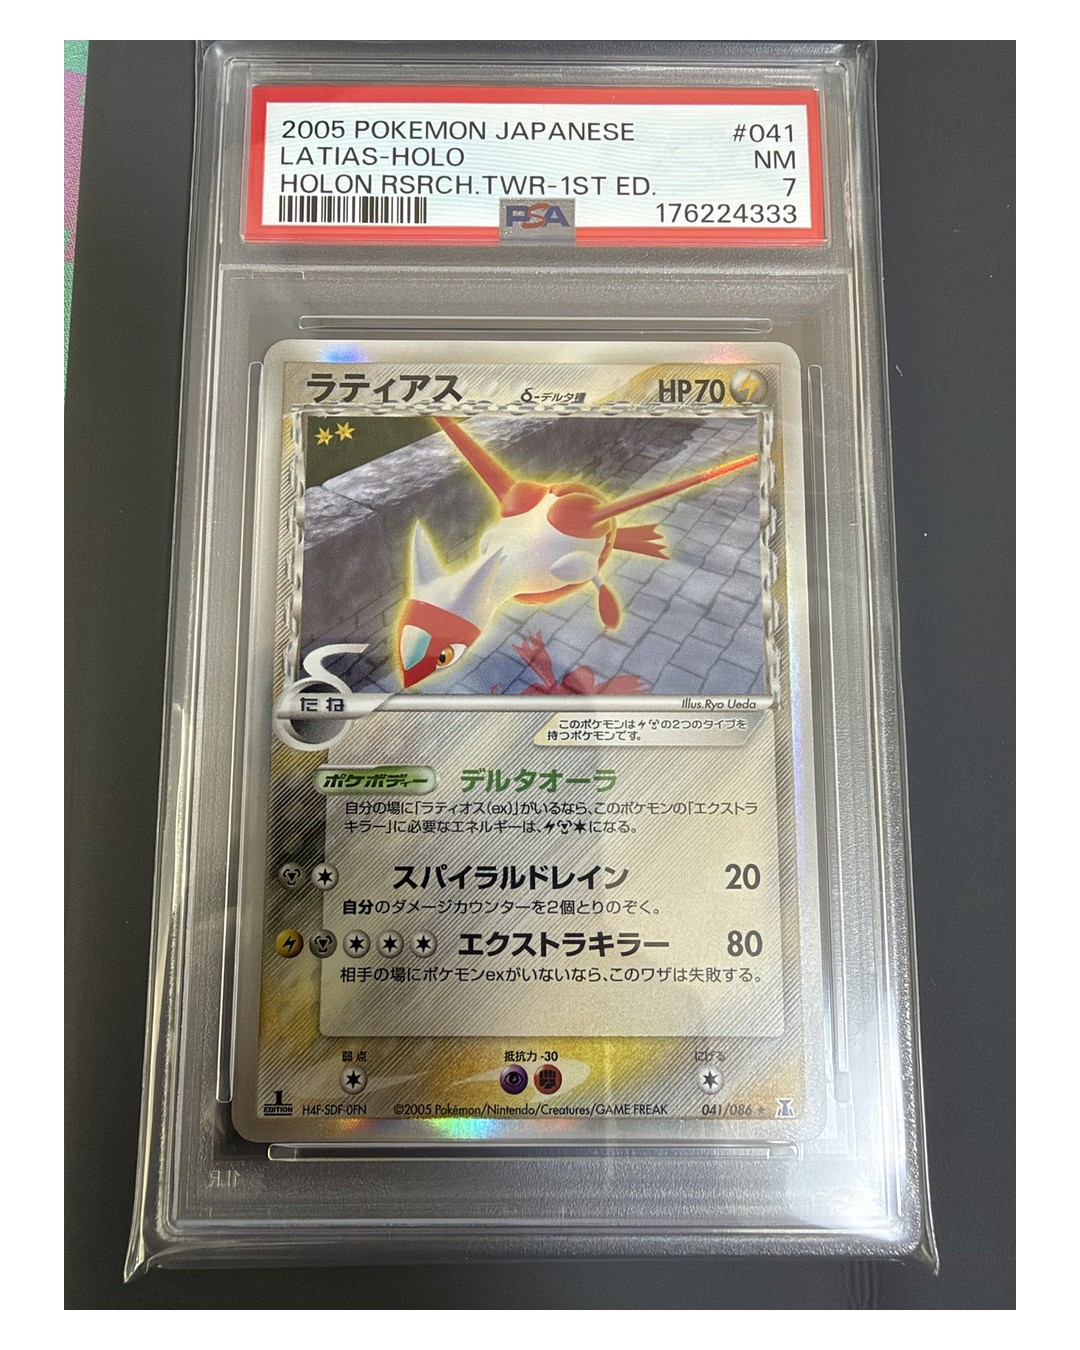 2005 POKEMON JAPANESE #041
LATIAS-HOLO NM
HOLON RSRCH.TWR-1ST ED. 7
PSA 176224333
ラティアス δ-デルタ種 HP70
たね
Illus.Ryo Ueda
このポケモンは の2つのタイプを
持つポケモンです。
ポケボディー デルタオーラ
自分の場に「ラティオス(ex)」がいるなら、このポケモンの「エクストラ
キラー」に必要なエネルギーは、 になる。
スパイラルドレイン 20
自分のダメージカウンターを2個とりのぞく。
エクストラキラー 80
相手の場にポケモンexがいないなら、このワザは失敗する。
弱点 抵抗力 -30 にげる
1 EDITION H4F-SDF-0FN ©2005 Pokémon/Nintendo/Creatures/GAME FREAK 041/086 ★